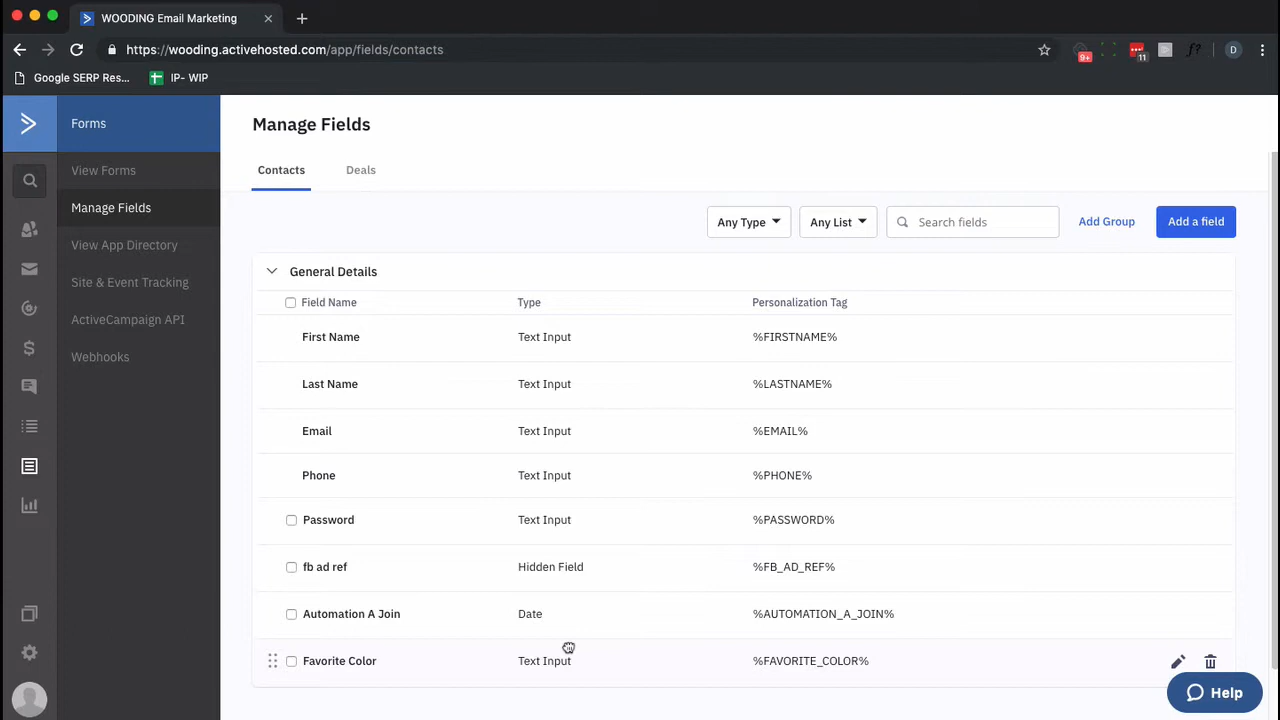 WOODING Email Marketing
https://wooding.activehosted.com/app/fields/contacts
9+
11
f?
D
Google SERP Res...
IP- WIP
Forms
View Forms
Manage Fields
View App Directory
Site & Event Tracking
ActiveCampaign API
Webhooks
Manage Fields
Contacts Deals
Any Type Any List Search fields Add Group Add a field
General Details
Field Name Type Personalization Tag
First Name Text Input %FIRSTNAME%
Last Name Text Input %LASTNAME%
Email Text Input %EMAIL%
Phone Text Input %PHONE%
Password Text Input %PASSWORD%
fb ad ref Hidden Field %FB_AD_REF%
Automation A Join Date %AUTOMATION_A_JOIN%
Favorite Color Text Input %FAVORITE_COLOR%
Help